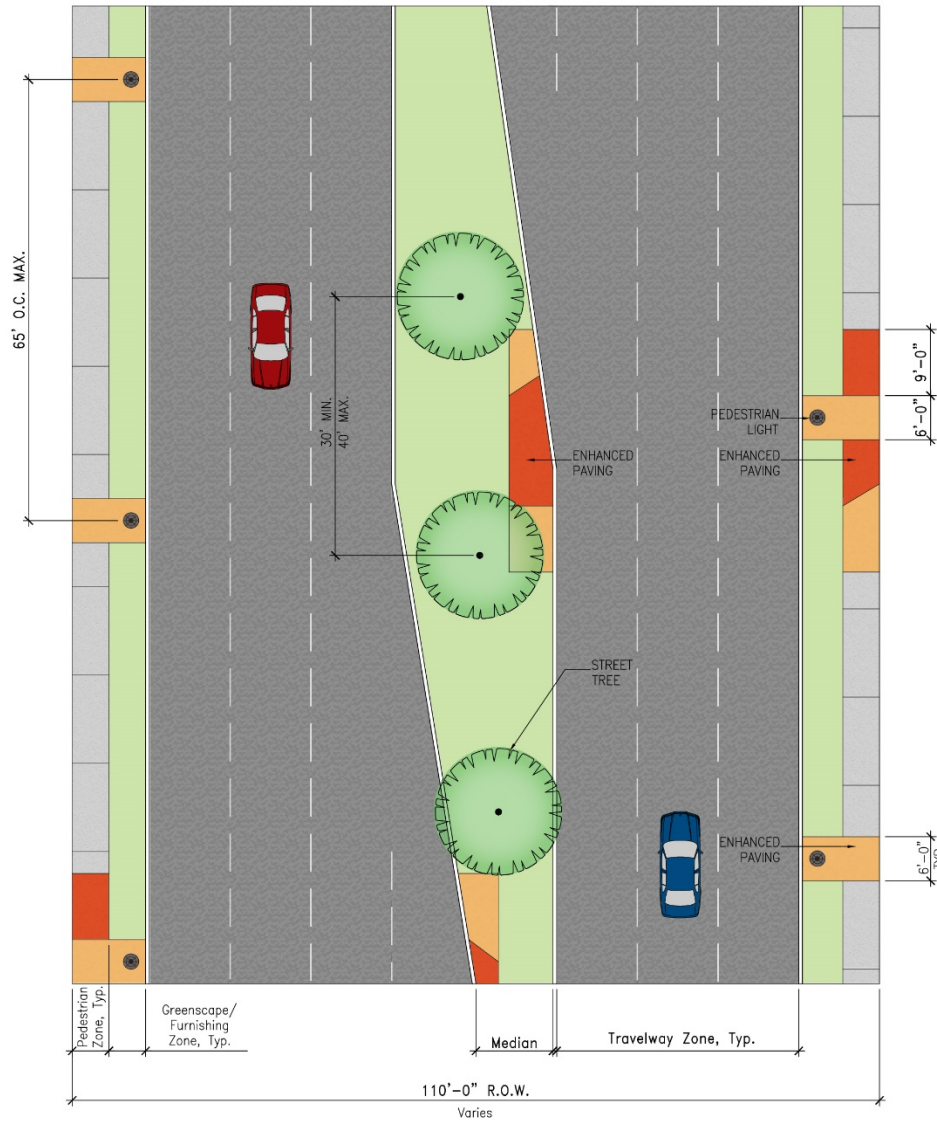 65' O.C. MAX.
30' MIN.
40' MAX.
ENHANCED
PAVING
PEDESTRIAN
LIGHT
ENHANCED
PAVING
9'-0"
6'-0"
STREET
TREE
ENHANCED
PAVING
6'-0"
TYP.
Pedestrian
Zone, Typ.
Greenscape/
Furnishing
Zone, Typ.
Median
Travelway Zone, Typ.
110'-0" R.O.W.
Varies